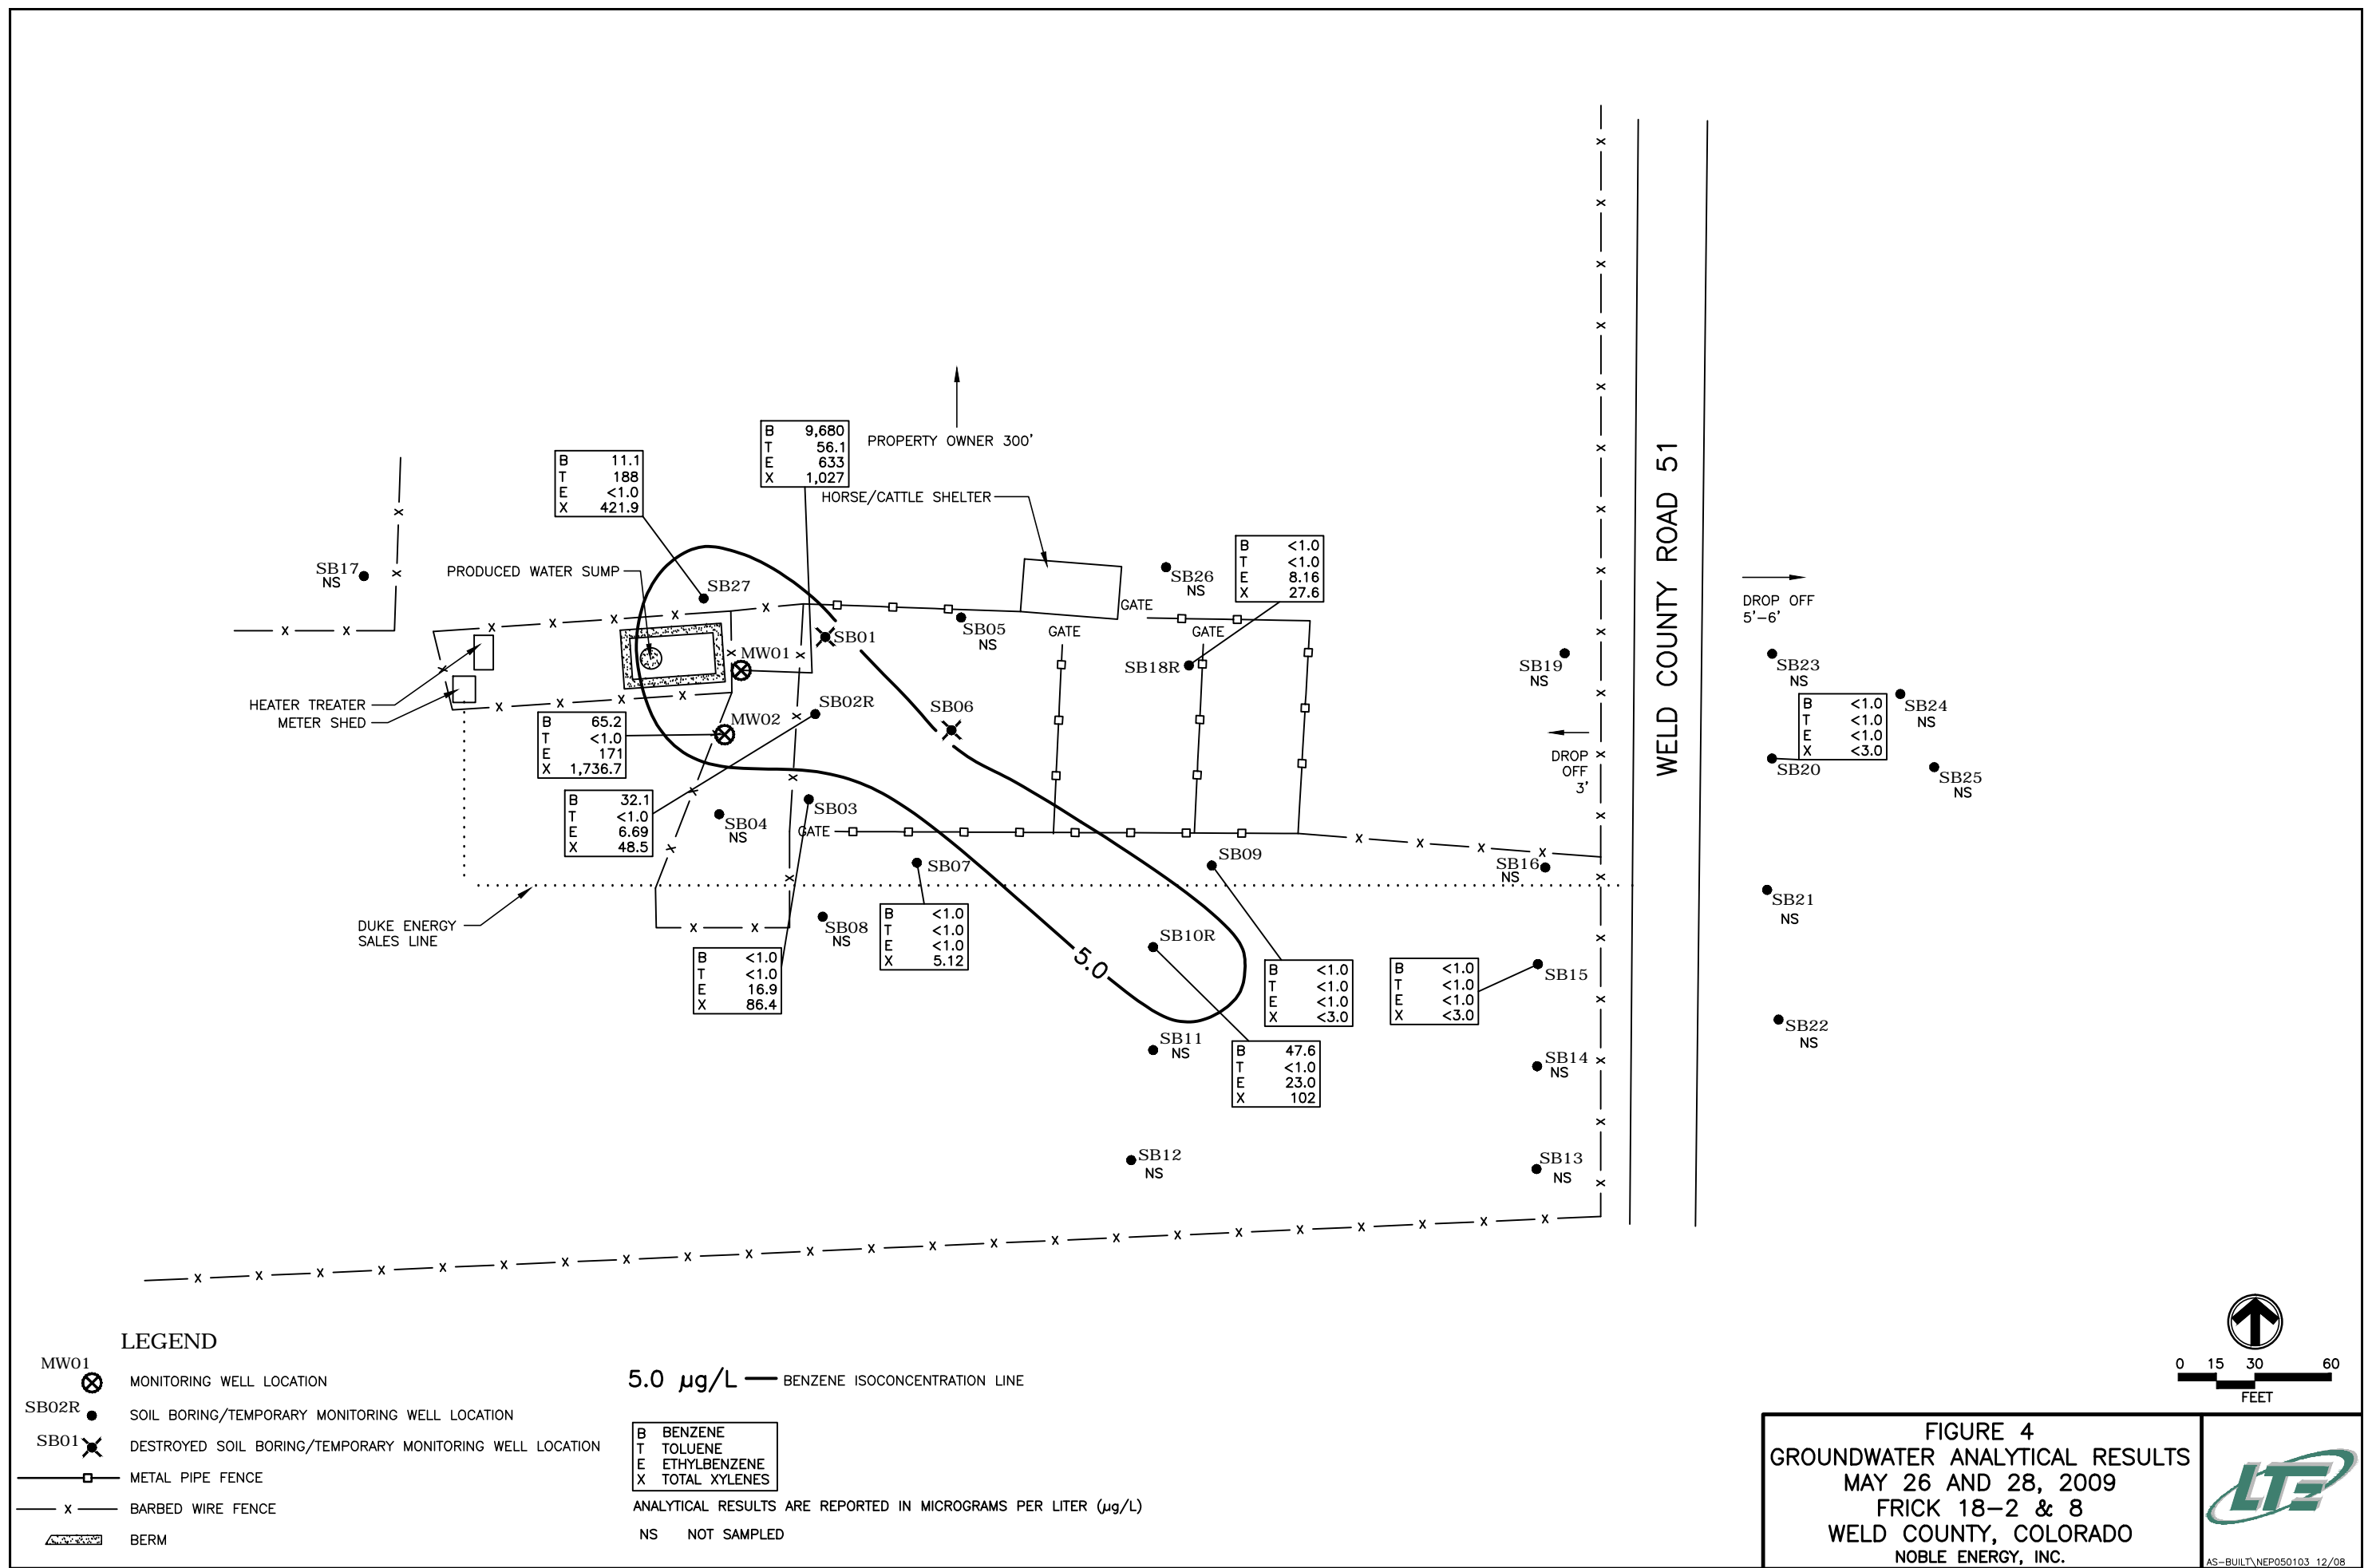 B 9,680
T 56.1
E 633
X 1,027
PROPERTY OWNER 300'
B 11.1
T 188
E <1.0
X 421.9
HORSE/CATTLE SHELTER
B <1.0
T <1.0
E 8.16
X 27.6
WELD COUNTY ROAD 51
SB17
NS
PRODUCED WATER SUMP
SB27
SB26
NS
GATE
DROP OFF
5'-6'
SB01
SB05
NS
GATE
GATE
MW01
SB18R
SB19
NS
SB23
NS
HEATER TREATER
METER SHED
SB02R
SB06
MW02
B 65.2
T <1.0
E 171
X 1,736.7
B <1.0
T <1.0
E <1.0
X <3.0
SB24
NS
DROP
OFF
3'
SB20
SB25
NS
B 32.1
T <1.0
E 6.69
X 48.5
SB04
NS
SB03
GATE
SB07
SB09
SB16
NS
SB21
NS
DUKE ENERGY
SALES LINE
SB08
NS
B <1.0
T <1.0
E <1.0
X 5.12
SB10R
5.0
B <1.0
T <1.0
E 16.9
X 86.4
B <1.0
T <1.0
E <1.0
X <3.0
B <1.0
T <1.0
E <1.0
X <3.0
SB15
SB22
NS
SB11
NS
B 47.6
T <1.0
E 23.0
X 102
SB14
NS
SB12
NS
SB13
NS
LEGEND
MW01
MONITORING WELL LOCATION
SB02R
SOIL BORING/TEMPORARY MONITORING WELL LOCATION
SB01
DESTROYED SOIL BORING/TEMPORARY MONITORING WELL LOCATION
METAL PIPE FENCE
X BARBED WIRE FENCE
BERM
5.0 µg/L BENZENE ISOCONCENTRATION LINE
B BENZENE
T TOLUENE
E ETHYLBENZENE
X TOTAL XYLENES
ANALYTICAL RESULTS ARE REPORTED IN MICROGRAMS PER LITER (µg/L)
NS NOT SAMPLED
0 15 30 60
FEET
FIGURE 4
GROUNDWATER ANALYTICAL RESULTS
MAY 26 AND 28, 2009
FRICK 18-2 & 8
WELD COUNTY, COLORADO
NOBLE ENERGY, INC.
LTE
AS-BUILT\NEP050103 12/08